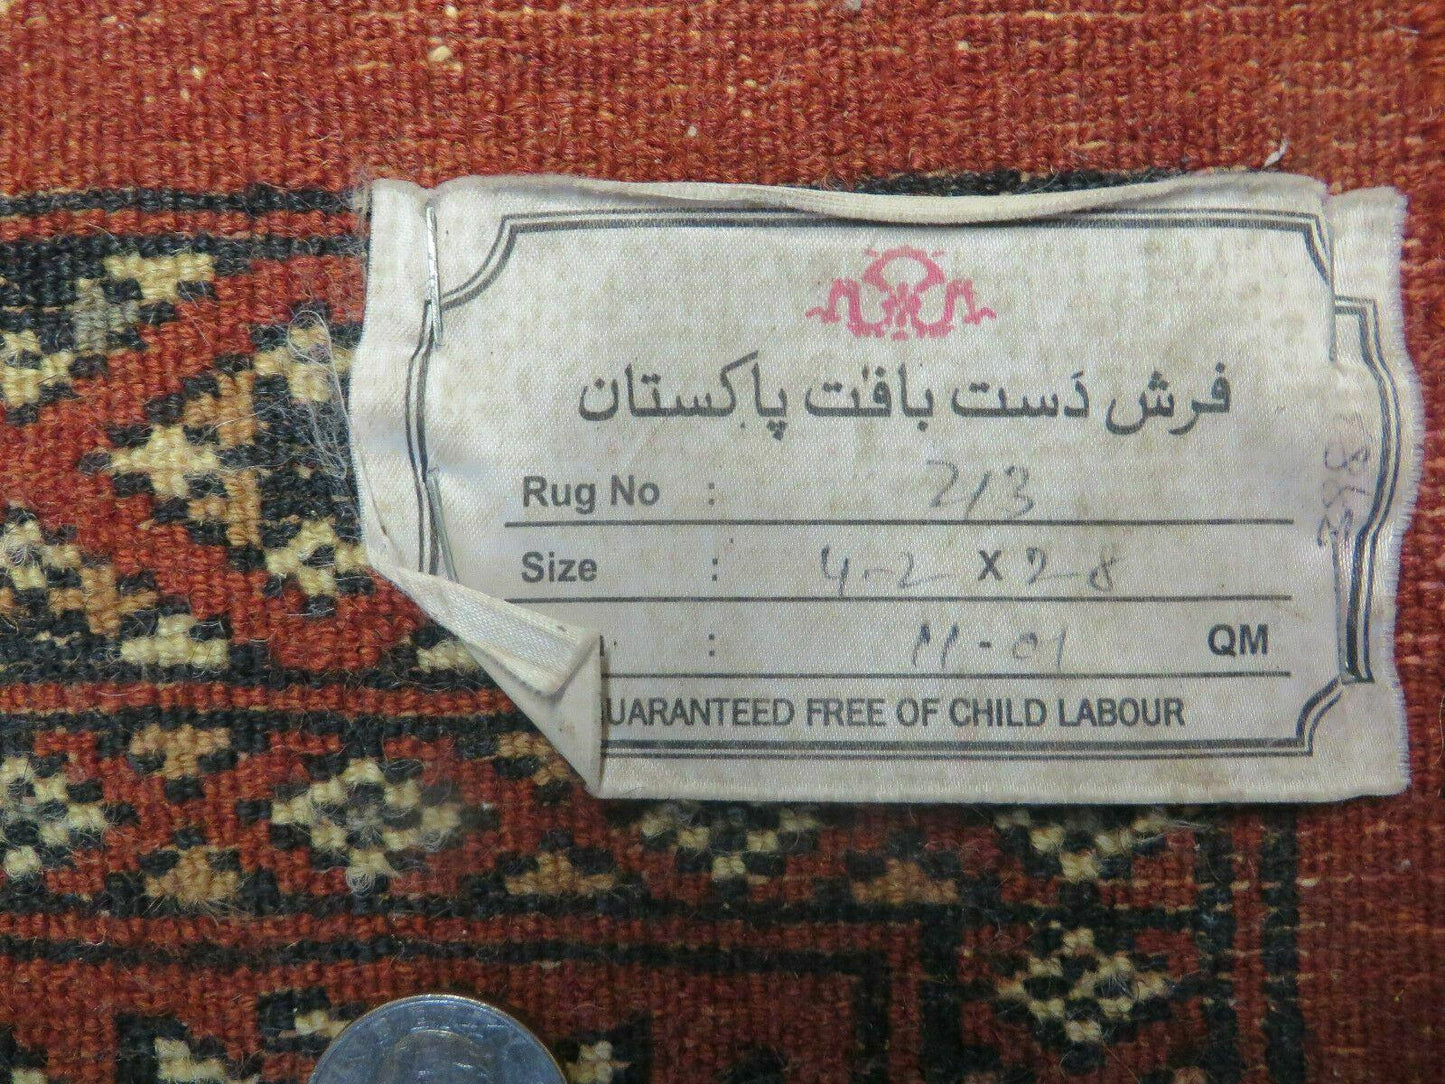 فرش دست بافت پاکستان
Rug No : 213
Size : 4-2 X 2-8
: 11-01 QM
UARANTEED FREE OF CHILD LABOUR